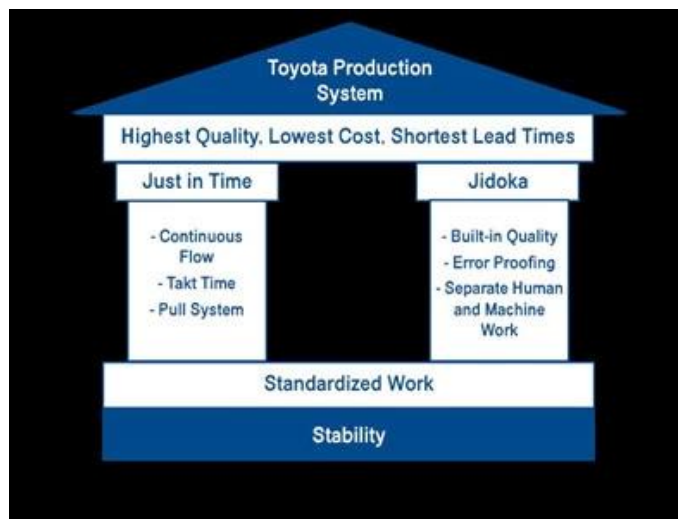 Toyota Production
System
Highest Quality, Lowest Cost, Shortest Lead Times
Just in Time
- Continuous
Flow
- Takt Time
- Pull System
Jidoka
- Built-in Quality
- Error Proofing
- Separate Human
and Machine
Work
Standardized Work
Stability